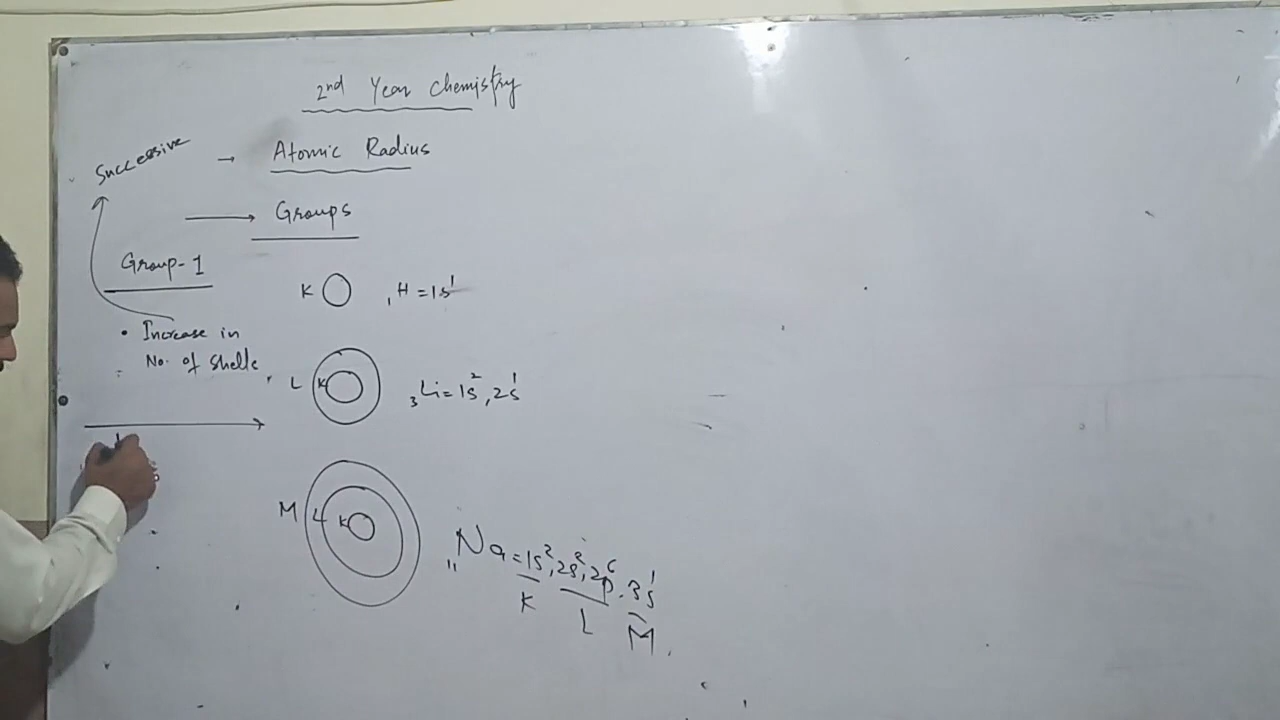 2nd Year Chemistry
Successive → Atomic Radius
→ Groups
Group-1
K ₁H = 1s¹
• Increase in
No. of Shells
L K ₃Li = 1s², 2s¹
M L K ₁₁Na = 1s², 2s², 2p⁶. 3s¹
K L M